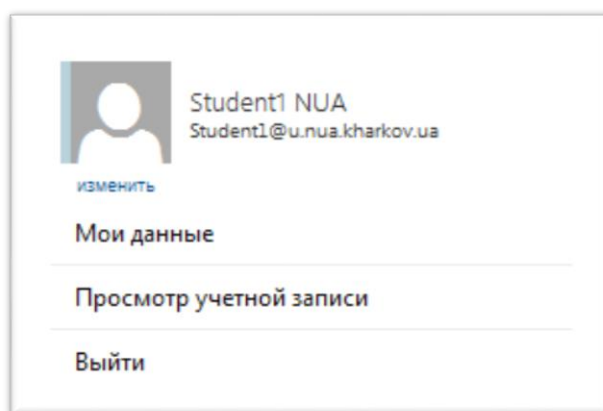 Student1 NUA
Student1@u.nua.kharkov.ua
изменить
Мои данные
Просмотр учетной записи
Выйти